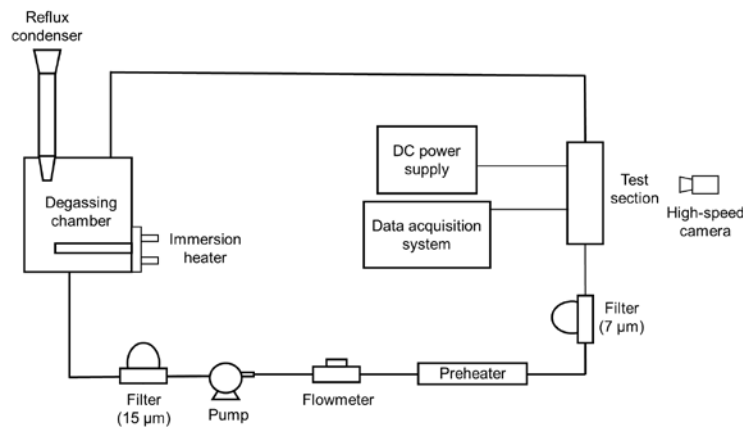 Reflux
condenser
DC power
supply
Degassing
chamber
Test
section
High-speed
camera
Data acquisition
system
Immersion
heater
Filter
(7 µm)
Preheater
Filter
(15 µm)
Pump
Flowmeter